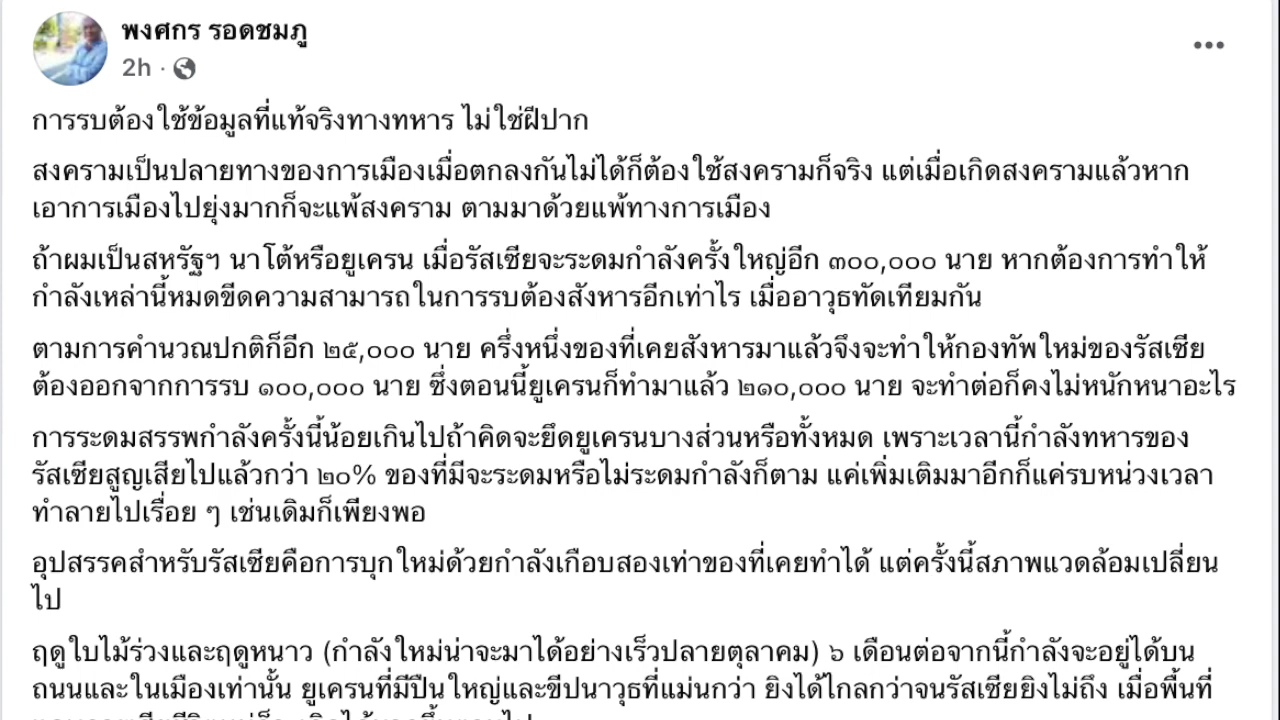 พงศกร รอดชมภู
2h ·
การรบต้องใช้ข้อมูลที่แท้จริงทางทหาร ไม่ใช่ฝีปาก
สงครามเป็นปลายทางของการเมืองเมื่อตกลงกันไม่ได้ก็ต้องใช้สงครามก็จริง แต่เมื่อเกิดสงครามแล้วหาก
เอาการเมืองไปยุ่งมากก็จะแพ้สงคราม ตามมาด้วยแพ้ทางการเมือง
ถ้าผมเป็นสหรัฐฯ นาโต้หรือยูเครน เมื่อรัสเซียจะระดมกำลังครั้งใหญ่อีก ๓๐๐,๐๐๐ นาย หากต้องการทำให้
กำลังเหล่านี้หมดขีดความสามารถในการรบต้องสังหารอีกเท่าไร เมื่ออาวุธทัดเทียมกัน
ตามการคำนวณปกติก็อีก ๒๕,๐๐๐ นาย ครึ่งหนึ่งของที่เคยสังหารมาแล้วจึงจะทำให้กองทัพใหม่ของรัสเซีย
ต้องออกจากการรบ ๑๐๐,๐๐๐ นาย ซึ่งตอนนี้ยูเครนก็ทำมาแล้ว ๒๑๐,๐๐๐ นาย จะทำต่อก็คงไม่หนักหนาอะไร
การระดมสรรพกำลังครั้งนี้น้อยเกินไปถ้าคิดจะยึดยูเครนบางส่วนหรือทั้งหมด เพราะเวลานี้กำลังทหารของ
รัสเซียสูญเสียไปแล้วกว่า ๒๐% ของที่มีจะระดมหรือไม่ระดมกำลังก็ตาม แค่เพิ่มเติมมาอีกก็แค่รบหน่วงเวลา
ทำลายไปเรื่อย ๆ เช่นเดิมก็เพียงพอ
อุปสรรคสำหรับรัสเซียคือการบุกใหม่ด้วยกำลังเกือบสองเท่าของที่เคยทำได้ แต่ครั้งนี้สภาพแวดล้อมเปลี่ยน
ไป
ฤดูใบไม้ร่วงและฤดูหนาว (กำลังใหม่น่าจะมาได้อย่างเร็วปลายตุลาคม) ๖ เดือนต่อจากนี้กำลังจะอยู่ได้บน
ถนนและในเมืองเท่านั้น ยูเครนที่มีปืนใหญ่และขีปนาวุธที่แม่นกว่า ยิงได้ไกลกว่าจนรัสเซียยิงไม่ถึง เมื่อพื้นที่